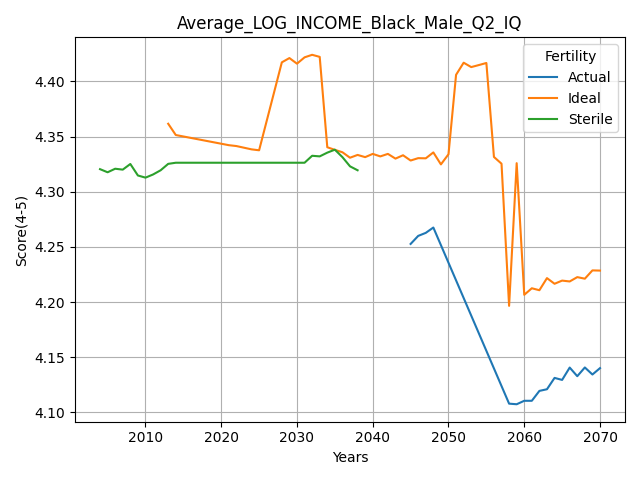 Average_LOG_INCOME_Black_Male_Q2_IQ
Fertility
Actual
Ideal
Sterile
Score(4-5)
4.40
4.35
4.30
4.25
4.20
4.15
4.10
2010 2020 2030 2040 2050 2060 2070
Years